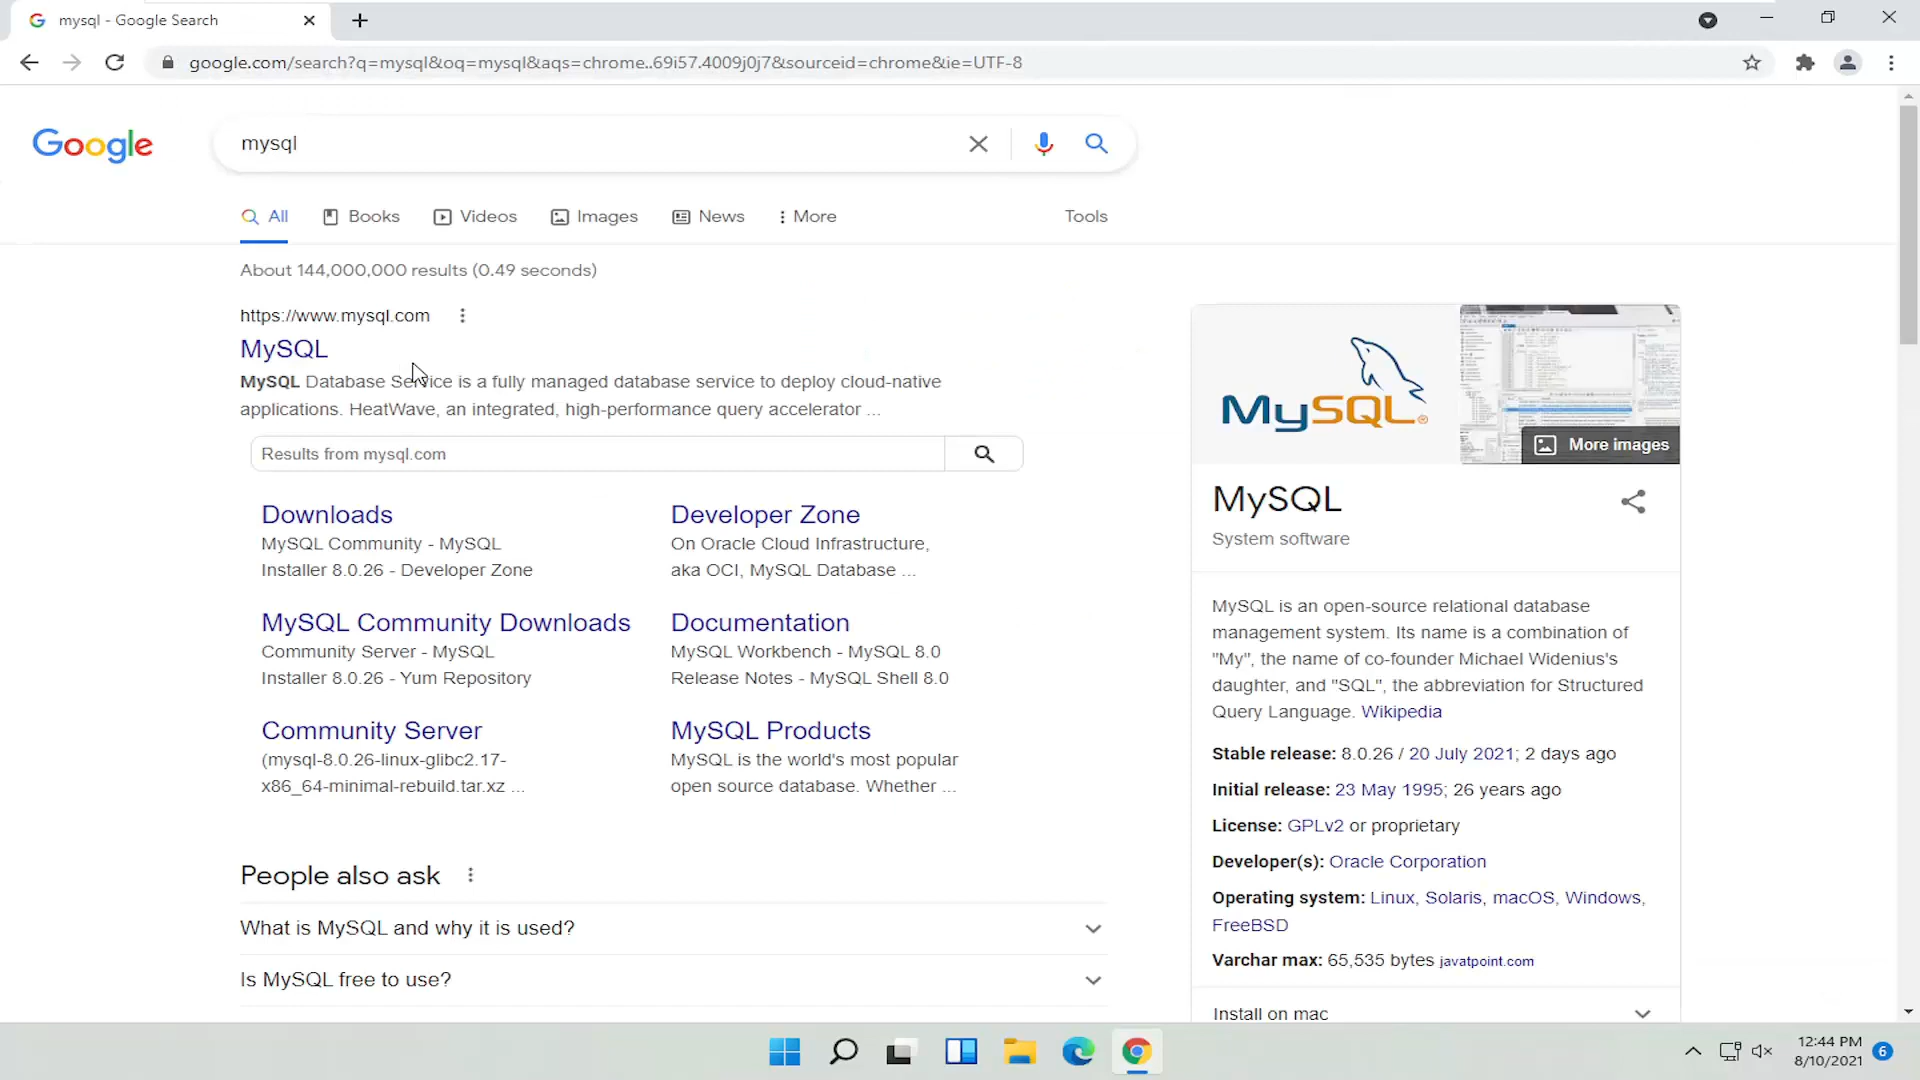 mysql - Google Search
google.com/search?q=mysql&oq=mysql&aqs=chrome..69i57.4009j0j7&sourceid=chrome&ie=UTF-8
Google
mysql
All
Books
Videos
Images
News
More
Tools
About 144,000,000 results (0.49 seconds)
https://www.mysql.com
MySQL
MySQL Database Service is a fully managed database service to deploy cloud-native
applications. HeatWave, an integrated, high-performance query accelerator ...
Results from mysql.com
Downloads
MySQL Community - MySQL
Installer 8.0.26 - Developer Zone
Developer Zone
On Oracle Cloud Infrastructure,
aka OCI, MySQL Database ...
MySQL Community Downloads
Community Server - MySQL
Installer 8.0.26 - Yum Repository
Documentation
MySQL Workbench - MySQL 8.0
Release Notes - MySQL Shell 8.0
Community Server
(mysql-8.0.26-linux-glibc2.17-
x86_64-minimal-rebuild.tar.xz ...
MySQL Products
MySQL is the world's most popular
open source database. Whether ...
People also ask
What is MySQL and why it is used?
Is MySQL free to use?
MySQL®
More images
MySQL
System software
MySQL is an open-source relational database
management system. Its name is a combination of
"My", the name of co-founder Michael Widenius's
daughter, and "SQL", the abbreviation for Structured
Query Language. Wikipedia
Stable release: 8.0.26 / 20 July 2021; 2 days ago
Initial release: 23 May 1995; 26 years ago
License: GPLv2 or proprietary
Developer(s): Oracle Corporation
Operating system: Linux, Solaris, macOS, Windows,
FreeBSD
Varchar max: 65,535 bytes javatpoint.com
Install on mac
12:44 PM
8/10/2021
6